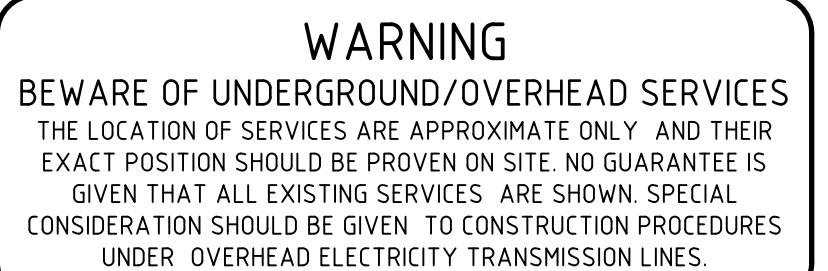 WARNING
BEWARE OF UNDERGROUND/OVERHEAD SERVICES
THE LOCATION OF SERVICES ARE APPROXIMATE ONLY AND THEIR
EXACT POSITION SHOULD BE PROVEN ON SITE. NO GUARANTEE IS
GIVEN THAT ALL EXISTING SERVICES ARE SHOWN. SPECIAL
CONSIDERATION SHOULD BE GIVEN TO CONSTRUCTION PROCEDURES
UNDER OVERHEAD ELECTRICITY TRANSMISSION LINES.